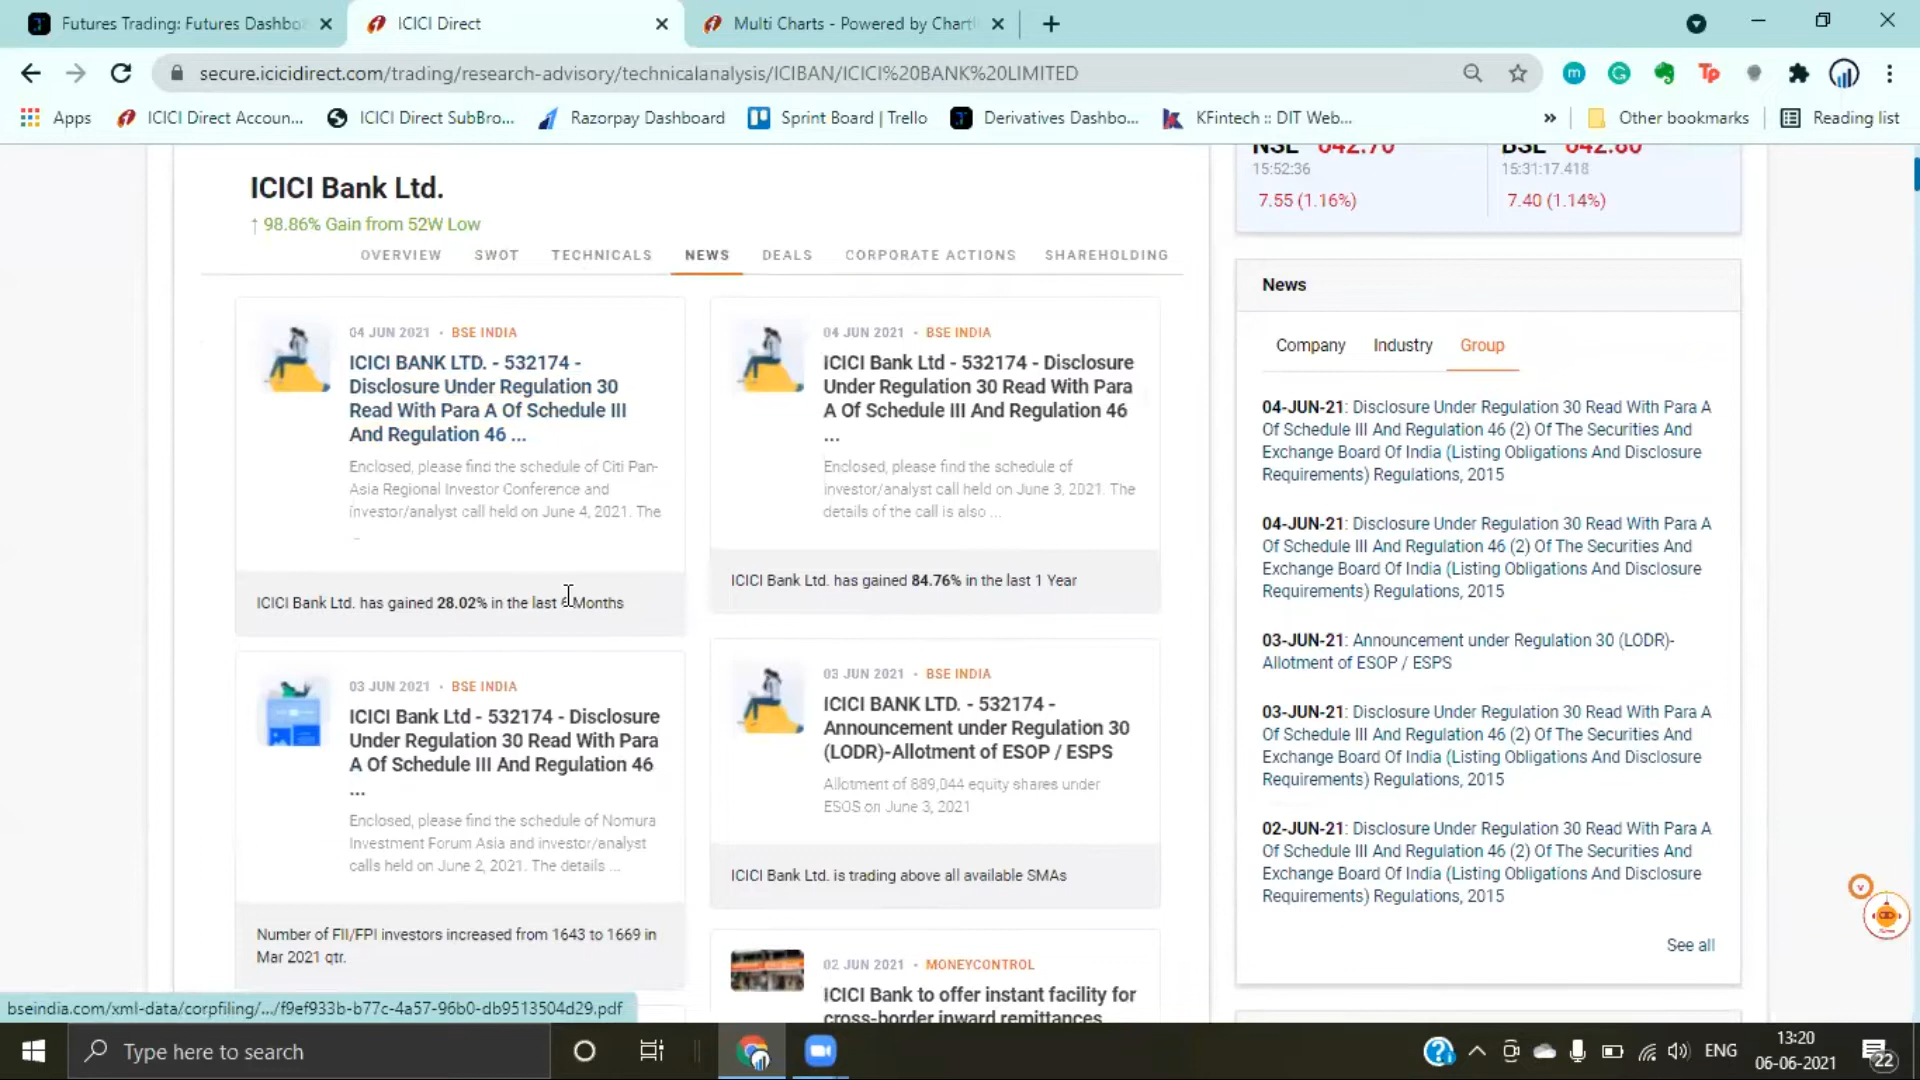 Futures Trading: Futures Dashbo
ICICI Direct
Multi Charts - Powered by Chart
secure.icicidirect.com/trading/research-advisory/technicalanalysis/ICIBAN/ICICI%20BANK%20LIMITED
Apps
ICICI Direct Accoun...
ICICI Direct SubBro...
Razorpay Dashboard
Sprint Board | Trello
Derivatives Dashbo...
KFintech :: DIT Web...
»
Other bookmarks
Reading list
ICICI Bank Ltd.
↑ 98.86% Gain from 52W Low
OVERVIEW SWOT TECHNICALS NEWS DEALS CORPORATE ACTIONS SHAREHOLDING
04 JUN 2021 • BSE INDIA
ICICI BANK LTD. - 532174 -
Disclosure Under Regulation 30
Read With Para A Of Schedule III
And Regulation 46 ...
Enclosed, please find the schedule of Citi Pan-
Asia Regional Investor Conference and
investor/analyst call held on June 4, 2021. The
...
ICICI Bank Ltd. has gained 28.02% in the last 6 Months
04 JUN 2021 • BSE INDIA
ICICI Bank Ltd - 532174 - Disclosure
Under Regulation 30 Read With Para
A Of Schedule III And Regulation 46
...
Enclosed, please find the schedule of
investor/analyst call held on June 3, 2021. The
details of the call is also ...
ICICI Bank Ltd. has gained 84.76% in the last 1 Year
03 JUN 2021 • BSE INDIA
ICICI Bank Ltd - 532174 - Disclosure
Under Regulation 30 Read With Para
A Of Schedule III And Regulation 46
...
Enclosed, please find the schedule of Nomura
Investment Forum Asia and investor/analyst
calls held on June 2, 2021. The details ...
Number of FII/FPI investors increased from 1643 to 1669 in
Mar 2021 qtr.
03 JUN 2021 • BSE INDIA
ICICI BANK LTD. - 532174 -
Announcement under Regulation 30
(LODR)-Allotment of ESOP / ESPS
Allotment of 689,044 equity shares under
ESOS on June 3, 2021
ICICI Bank Ltd. is trading above all available SMAs
02 JUN 2021 • MONEYCONTROL
ICICI Bank to offer instant facility for
cross-border inward remittances
NSE 642.70
15:52:36
7.55 (1.16%)
BSE 642.80
15:31:17.418
7.40 (1.14%)
News
Company Industry Group
04-JUN-21: Disclosure Under Regulation 30 Read With Para A
Of Schedule III And Regulation 46 (2) Of The Securities And
Exchange Board Of India (Listing Obligations And Disclosure
Requirements) Regulations, 2015
04-JUN-21: Disclosure Under Regulation 30 Read With Para A
Of Schedule III And Regulation 46 (2) Of The Securities And
Exchange Board Of India (Listing Obligations And Disclosure
Requirements) Regulations, 2015
03-JUN-21: Announcement under Regulation 30 (LODR)-
Allotment of ESOP / ESPS
03-JUN-21: Disclosure Under Regulation 30 Read With Para A
Of Schedule III And Regulation 46 (2) Of The Securities And
Exchange Board Of India (Listing Obligations And Disclosure
Requirements) Regulations, 2015
02-JUN-21: Disclosure Under Regulation 30 Read With Para A
Of Schedule III And Regulation 46 (2) Of The Securities And
Exchange Board Of India (Listing Obligations And Disclosure
Requirements) Regulations, 2015
See all
bseindia.com/xml-data/corpfiling/.../f9ef933b-b77c-4a57-96b0-db9513504d29.pdf
Type here to search
ENG
13:20
06-06-2021
22